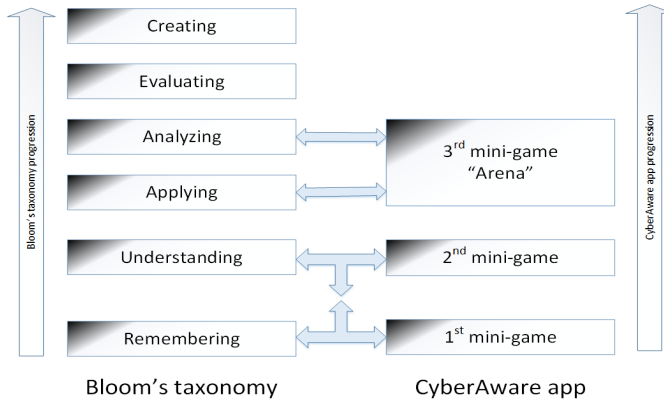 Creating
Evaluating
Analyzing
Applying
Understanding
Remembering
Bloom's taxonomy progression
Bloom's taxonomy
3rd mini-game
“Arena”
2nd mini-game
1st mini-game
CyberAware app progression
CyberAware app